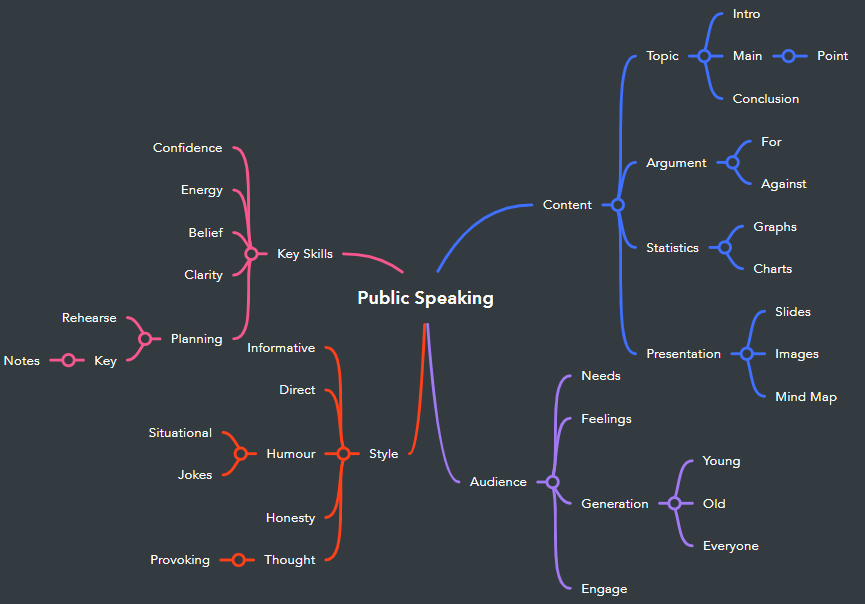 Public Speaking
Content
Topic
Intro
Main
Point
Conclusion
Argument
For
Against
Statistics
Graphs
Charts
Presentation
Slides
Images
Mind Map
Audience
Needs
Feelings
Generation
Young
Old
Everyone
Engage
Key Skills
Confidence
Energy
Belief
Clarity
Planning
Rehearse
Key
Notes
Style
Informative
Direct
Humour
Situational
Jokes
Honesty
Thought
Provoking